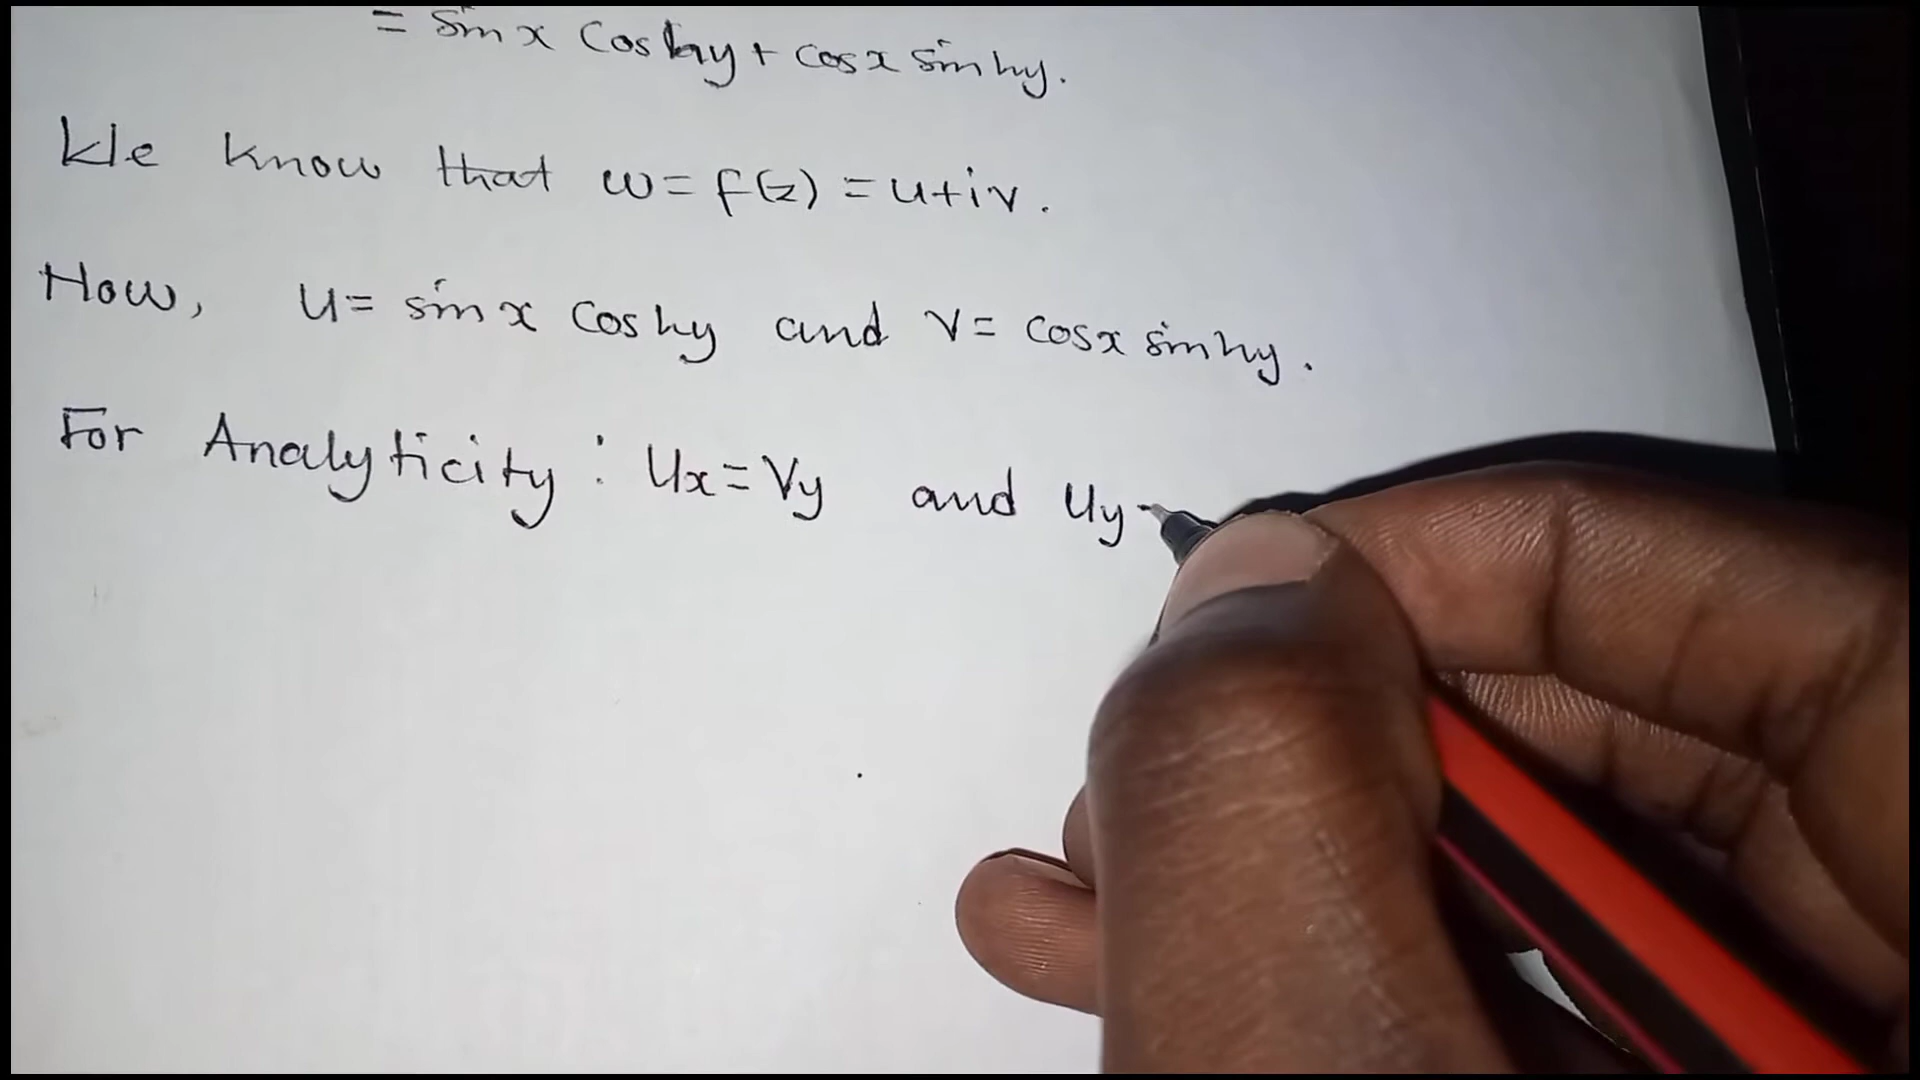 = sin x cos hy + cos x sin hy.
We know that w = f(z) = u + iv.
Now, u = sin x cos hy and v = cos x sin hy.
For Analyticity : Ux = Vy and Uy -